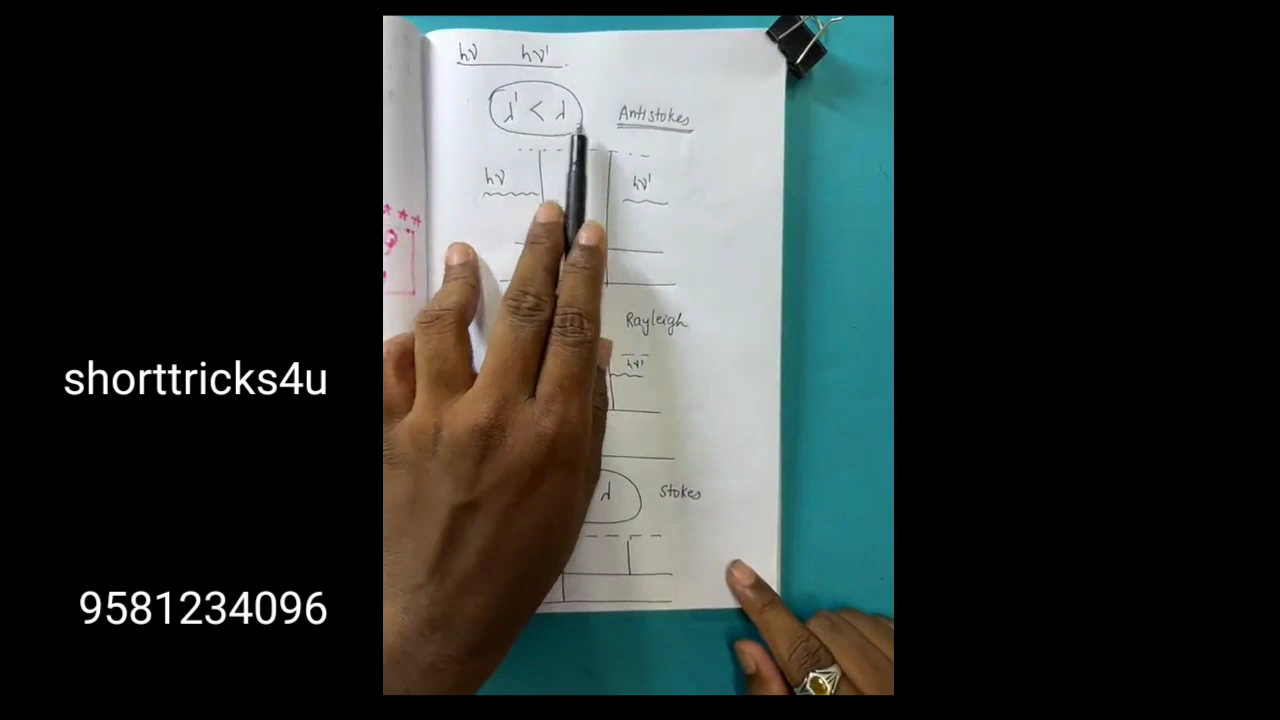 hν hν'
λ' < λ
Antistokes
hν hν'
Rayleigh
hν'
shorttricks4u
λ Stokes
9581234096